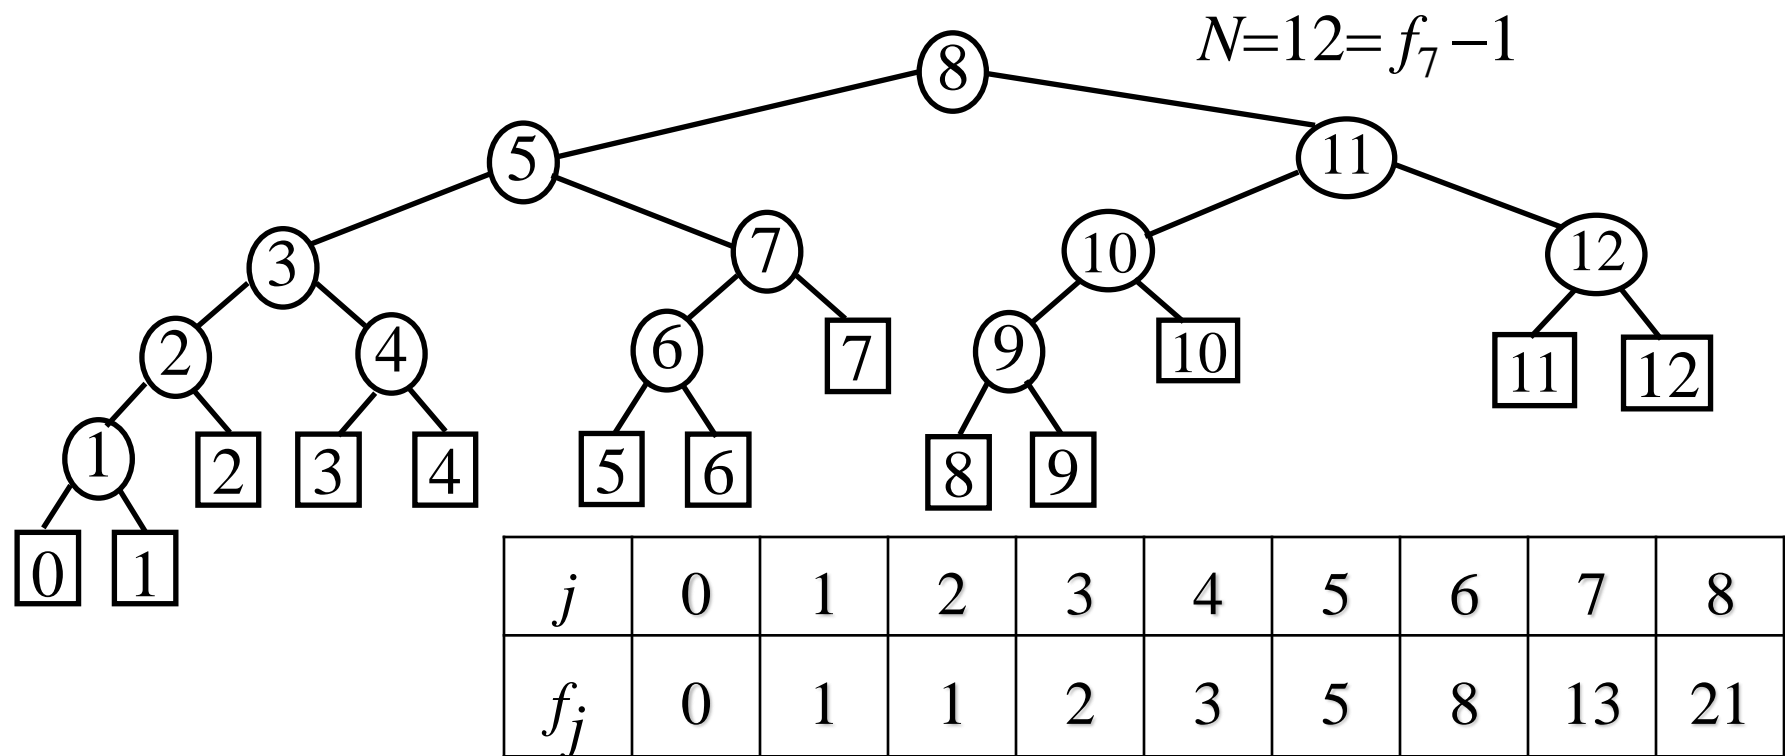 N=12=f7−1
8
5 11
3 7 10 12
2 4 6 7 9 10 11 12
1 2 3 4 5 6 8 9
0 1
j 0 1 2 3 4 5 6 7 8
fj 0 1 1 2 3 5 8 13 21